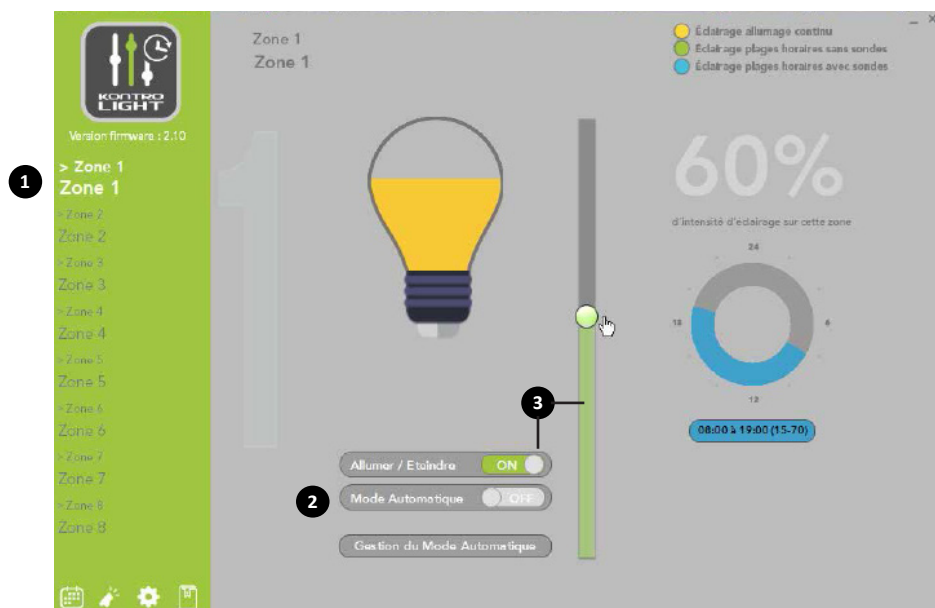 KONTRO
LIGHT
Version firmware : 2.10
> Zone 1
Zone 1
> Zone 2
Zone 2
> Zone 3
Zone 3
> Zone 4
Zone 4
> Zone 5
Zone 5
> Zone 6
Zone 6
> Zone 7
Zone 7
> Zone 8
Zone 8
1
Zone 1
Zone 1
1
Allumer / Eteindre ON
2
Mode Automatique OFF
Gestion du Mode Automatique
3
Éclairage allumage continu
Éclairage plages horaires sans sondes
Éclairage plages horaires avec sondes
60%
d'intensité d'éclairage sur cette zone
24
18
6
12
08:00 à 19:00 (15-70)